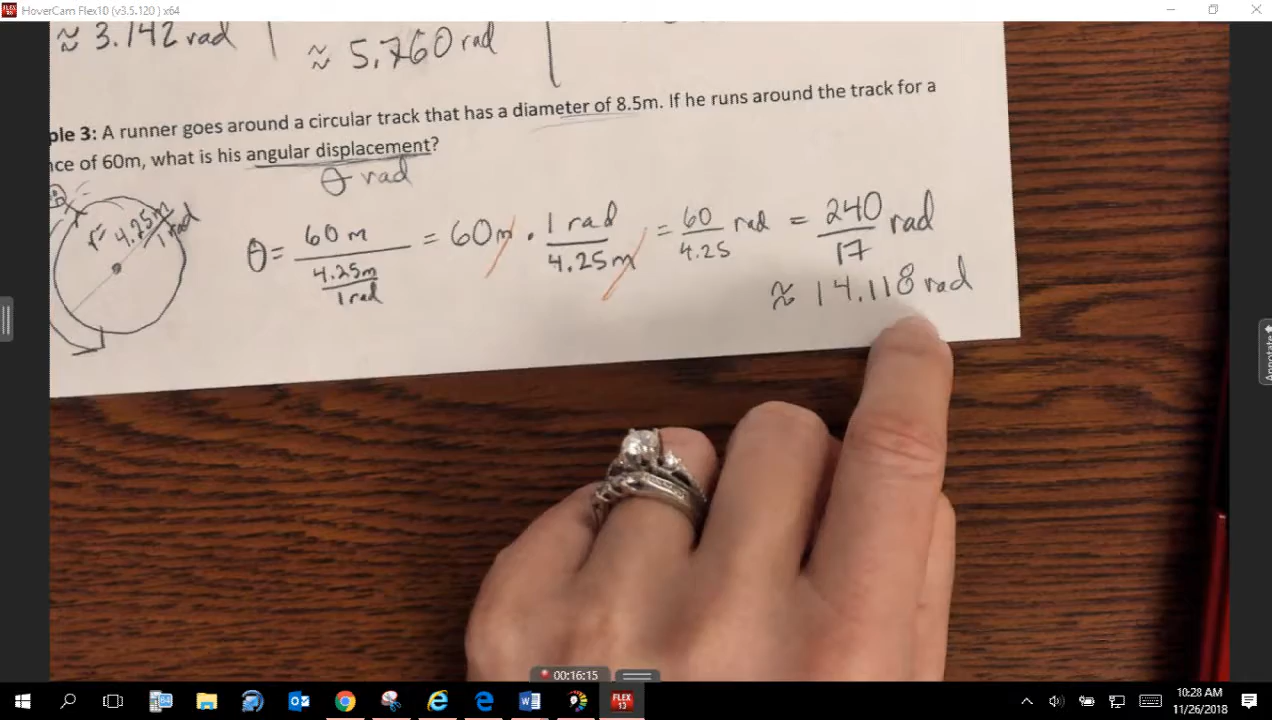 HoverCam Flex10 (v3.5.120) x64
≈ 3.142 rad
≈ 5.760 rad
ple 3: A runner goes around a circular track that has a diameter of 8.5m. If he runs around the track for a
nce of 60m, what is his angular displacement?
θ rad
r = 4.25m / 1 rad
θ = 60 m / (4.25m / 1 rad) = 60m · 1 rad / 4.25m = 60 / 4.25 rad = 240 / 17 rad
≈ 14.118 rad
Annotate
00:16:15
FLEX 13
10:28 AM
11/26/2018